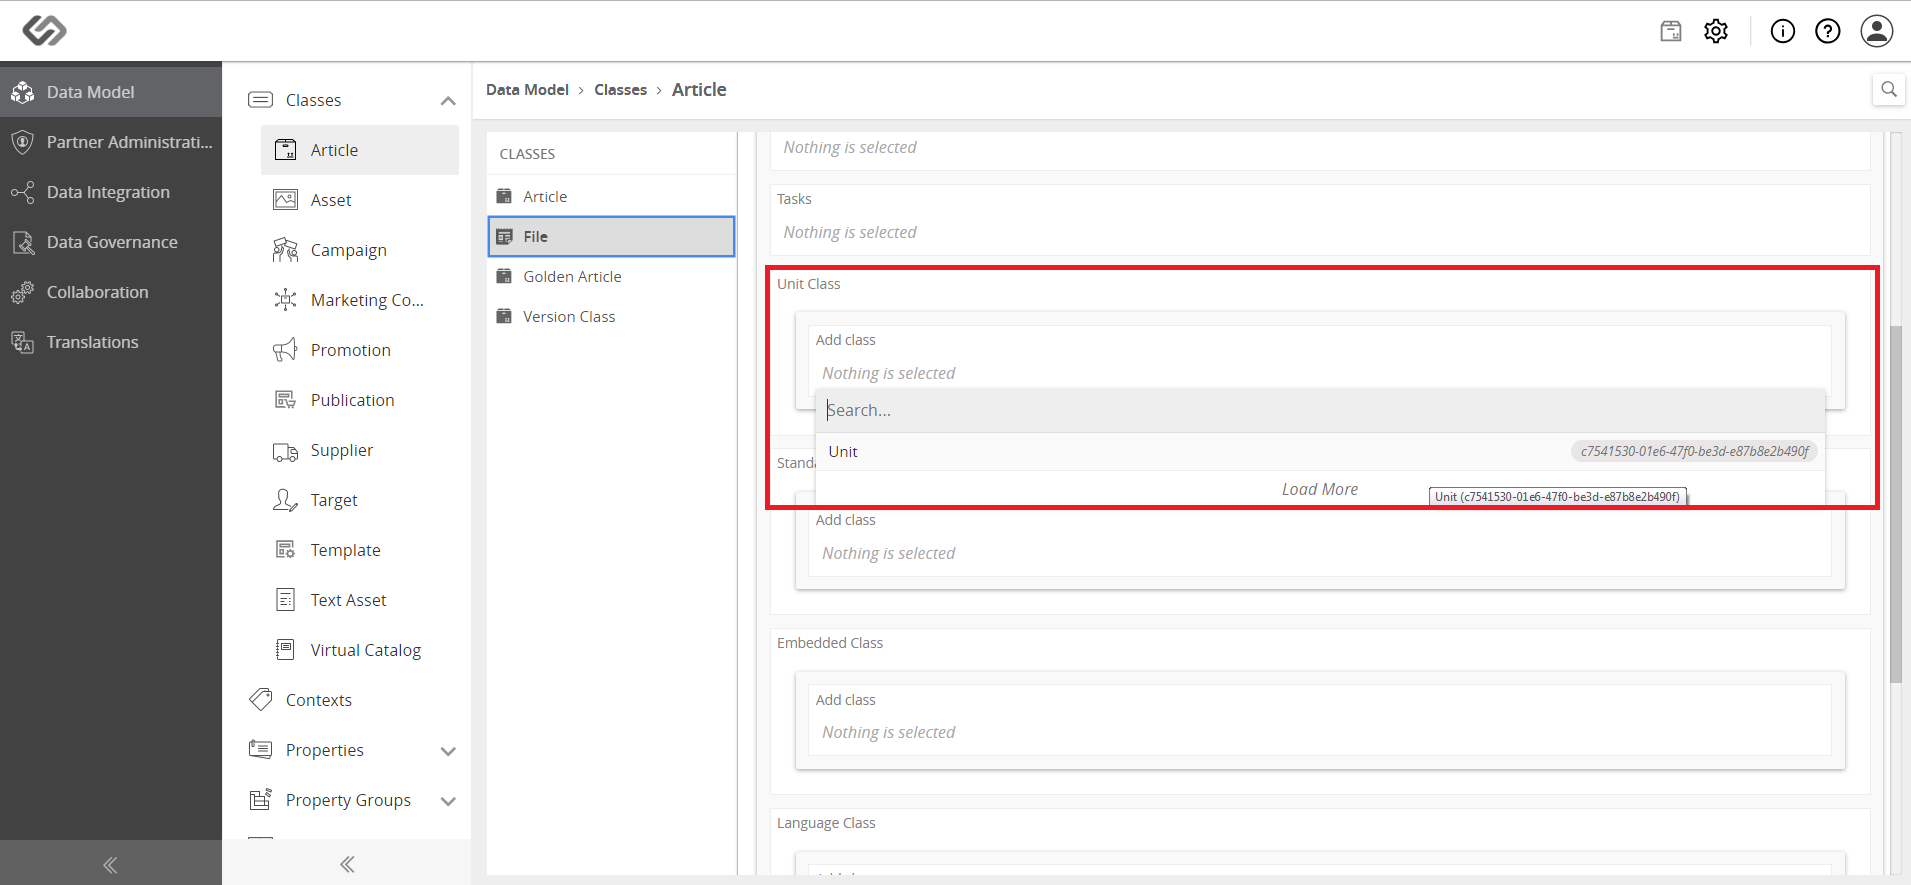 Data Model
Partner Administrati...
Data Integration
Data Governance
Collaboration
Translations
Classes
Article
Asset
Campaign
Marketing Co...
Promotion
Publication
Supplier
Target
Template
Text Asset
Virtual Catalog
Contexts
Properties
Property Groups
Data Model > Classes > Article
CLASSES
Article
File
Golden Article
Version Class
Nothing is selected
Tasks
Nothing is selected
Unit Class
Add class
Nothing is selected
Search...
Unit c7541530-01e6-47f0-be3d-e87b8e2b490f
Load More
Unit (c7541530-01e6-47f0-be3d-e87b8e2b490f)
Add class
Nothing is selected
Embedded Class
Add class
Nothing is selected
Language Class